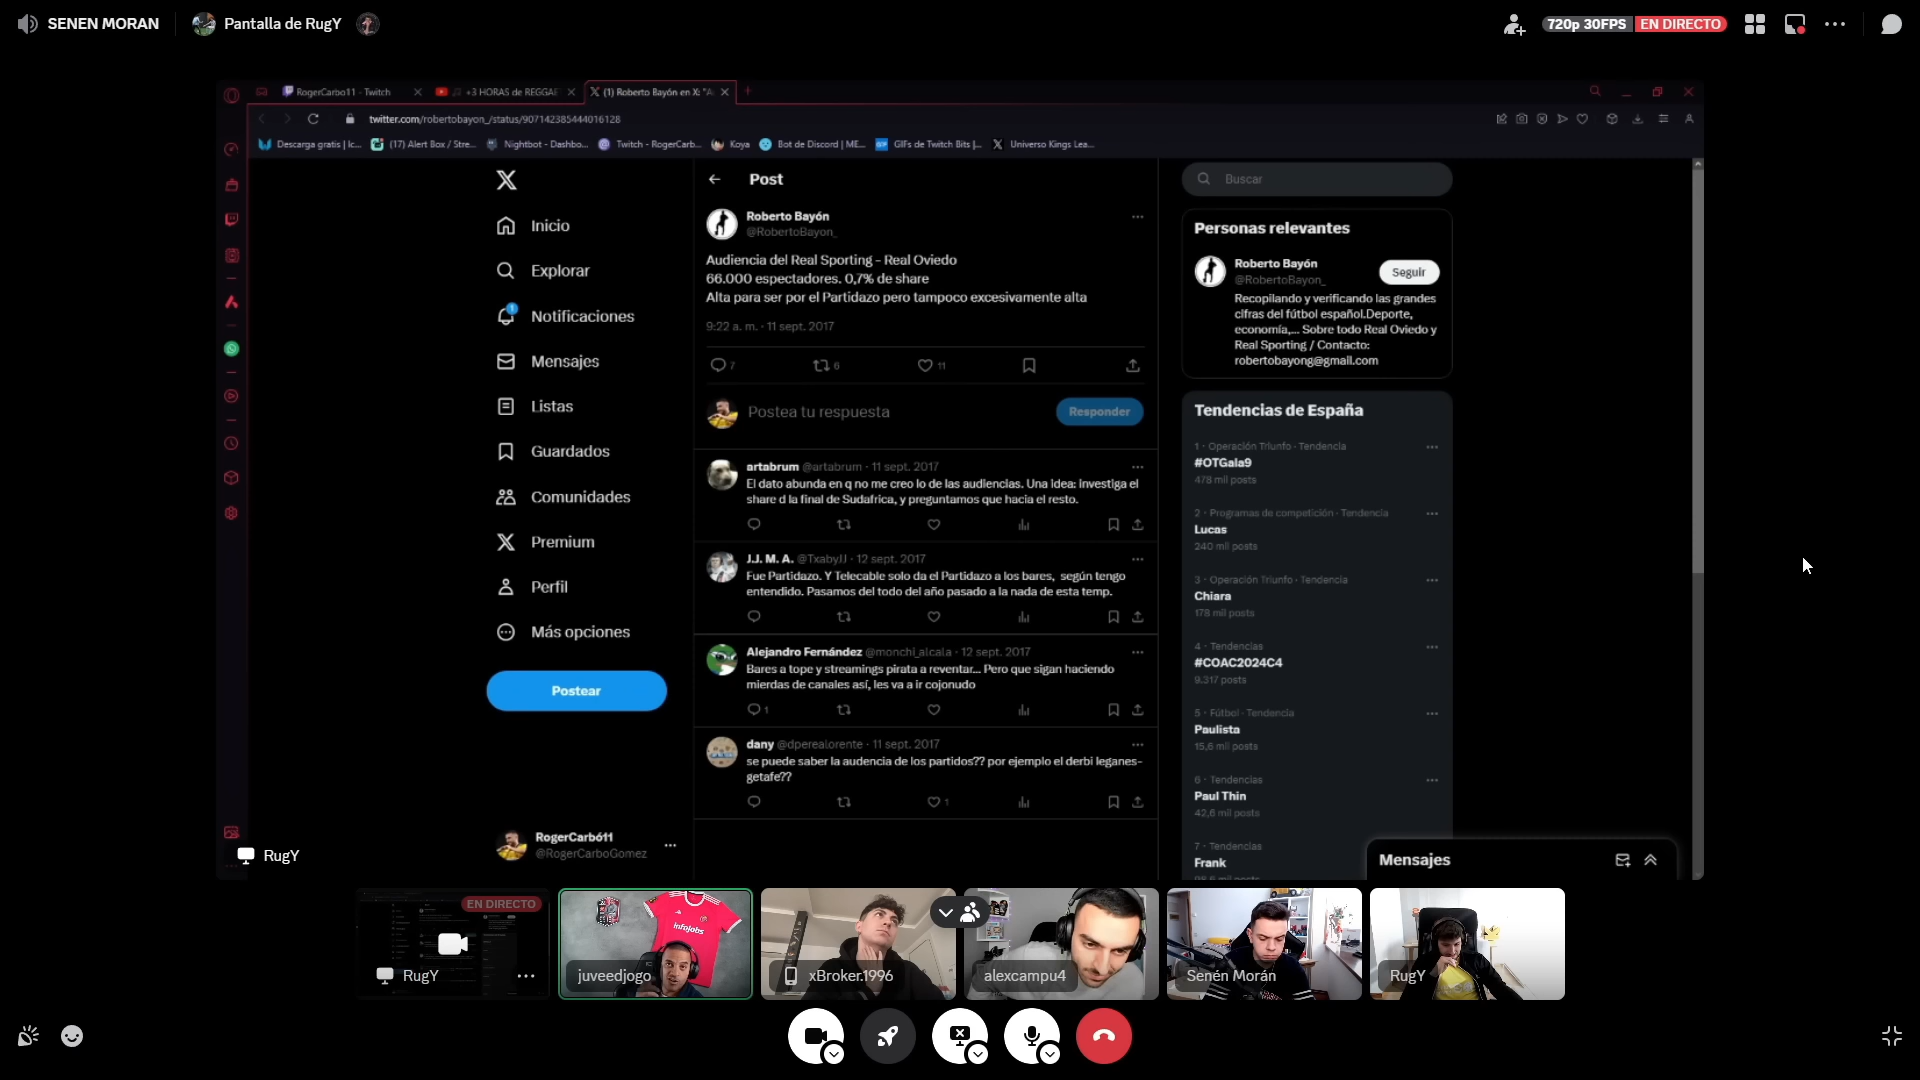 SENEN MORAN
Pantalla de RugY
720p 30FPS
EN DIRECTO
RogerCarbo11 - Twitch
+3 HORAS de REGGAE
(1) Roberto Bayón en X: "A
twitter.com/robertobayon_/status/907142385444016128
Descarga gratis | Ic...
(17) Alert Box / Stre...
Nightbot - Dashbo...
Twitch - RogerCarb...
Koya
Bot de Discord | ME...
GIFs de Twitch Bits |...
Universo Kings Lea...
Inicio
Explorar
Notificaciones
1
Mensajes
Listas
Guardados
Comunidades
Premium
Perfil
Más opciones
Postear
RogerCarbó11
@RogerCarboGomez
Post
Roberto Bayón
@RobertoBayon_
Audiencia del Real Sporting - Real Oviedo
66.000 espectadores. 0,7% de share
Alta para ser por el Partidazo pero tampoco excesivamente alta
9:22 a. m. · 11 sept. 2017
7
6
11
Postea tu respuesta
Responder
artabrum @artabrum · 11 sept. 2017
El dato abunda en q no me creo lo de las audiencias. Una idea: investiga el
share d la final de Sudafrica, y preguntamos que hacia el resto.
J.J. M. A. @TxabyJJ · 12 sept. 2017
Fue Partidazo. Y Telecable solo da el Partidazo a los bares, según tengo
entendido. Pasamos del todo del año pasado a la nada de esta temp.
Alejandro Fernández @monchi_alcala · 12 sept. 2017
Bares a tope y streamings pirata a reventar... Pero que sigan haciendo
mierdas de canales así, les va a ir cojonudo
1
dany @dperealorente · 11 sept. 2017
se puede saber la audencia de los partidos?? por ejemplo el derbi leganes-
getafe??
1
Buscar
Personas relevantes
Roberto Bayón
@RobertoBayon_
Seguir
Recopilando y verificando las grandes
cifras del fútbol español.Deporte,
economía,... Sobre todo Real Oviedo y
Real Sporting / Contacto:
robertobayong@gmail.com
Tendencias de España
1 · Operación Triunfo · Tendencia
#OTGala9
478 mil posts
2 · Programas de competición · Tendencia
Lucas
240 mil posts
3 · Operación Triunfo · Tendencia
Chiara
178 mil posts
4 · Tendencias
#COAC2024C4
9.317 posts
5 · Fútbol · Tendencia
Paulista
15,6 mil posts
6 · Tendencias
Paul Thin
42,6 mil posts
7 · Tendencias
Frank
Mensajes
RugY
EN DIRECTO
RugY
juveedjogo
infojobs
xBroker.1996
alexcampu4
Senén Morán
RugY